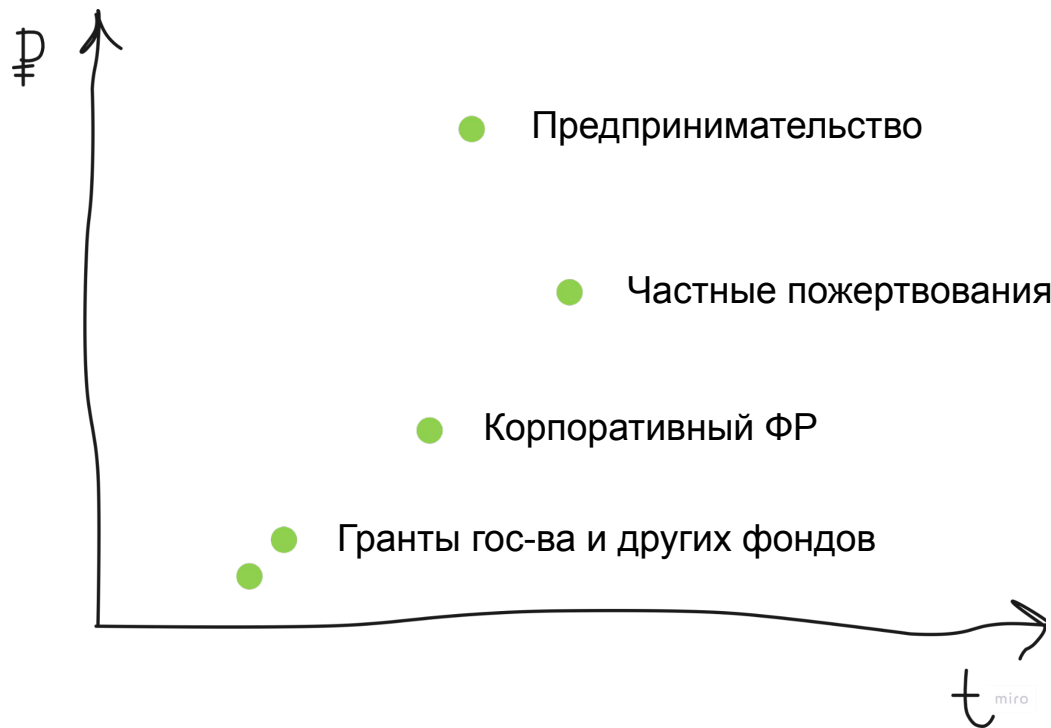 ₽
Предпринимательство
Частные пожертвования
Корпоративный ФР
Гранты гос-ва и других фондов
t
miro